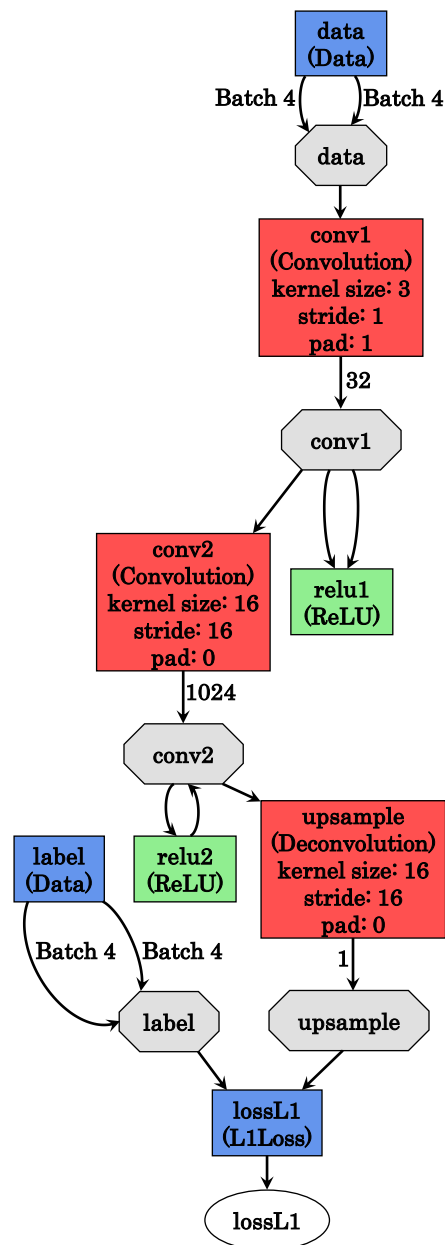 data
(Data)
Batch 4
Batch 4
data
conv1
(Convolution)
kernel size: 3
stride: 1
pad: 1
32
conv1
conv2
(Convolution)
kernel size: 16
stride: 16
pad: 0
relu1
(ReLU)
1024
conv2
upsample
(Deconvolution)
kernel size: 16
stride: 16
pad: 0
label
(Data)
relu2
(ReLU)
Batch 4
Batch 4
1
label
upsample
lossL1
(L1Loss)
lossL1